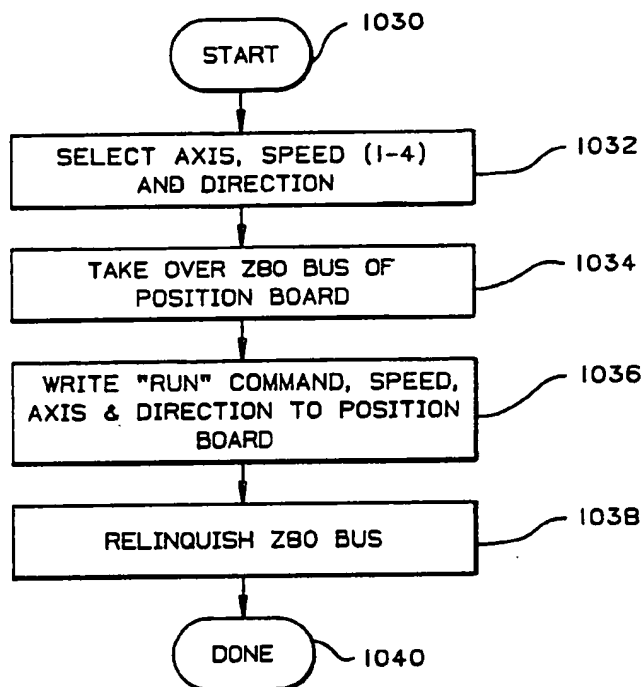 1030
START
SELECT AXIS, SPEED (1-4)
AND DIRECTION
1032
TAKE OVER Z80 BUS OF
POSITION BOARD
1034
WRITE "RUN" COMMAND, SPEED,
AXIS & DIRECTION TO POSITION
BOARD
1036
RELINQUISH Z80 BUS
1038
DONE
1040